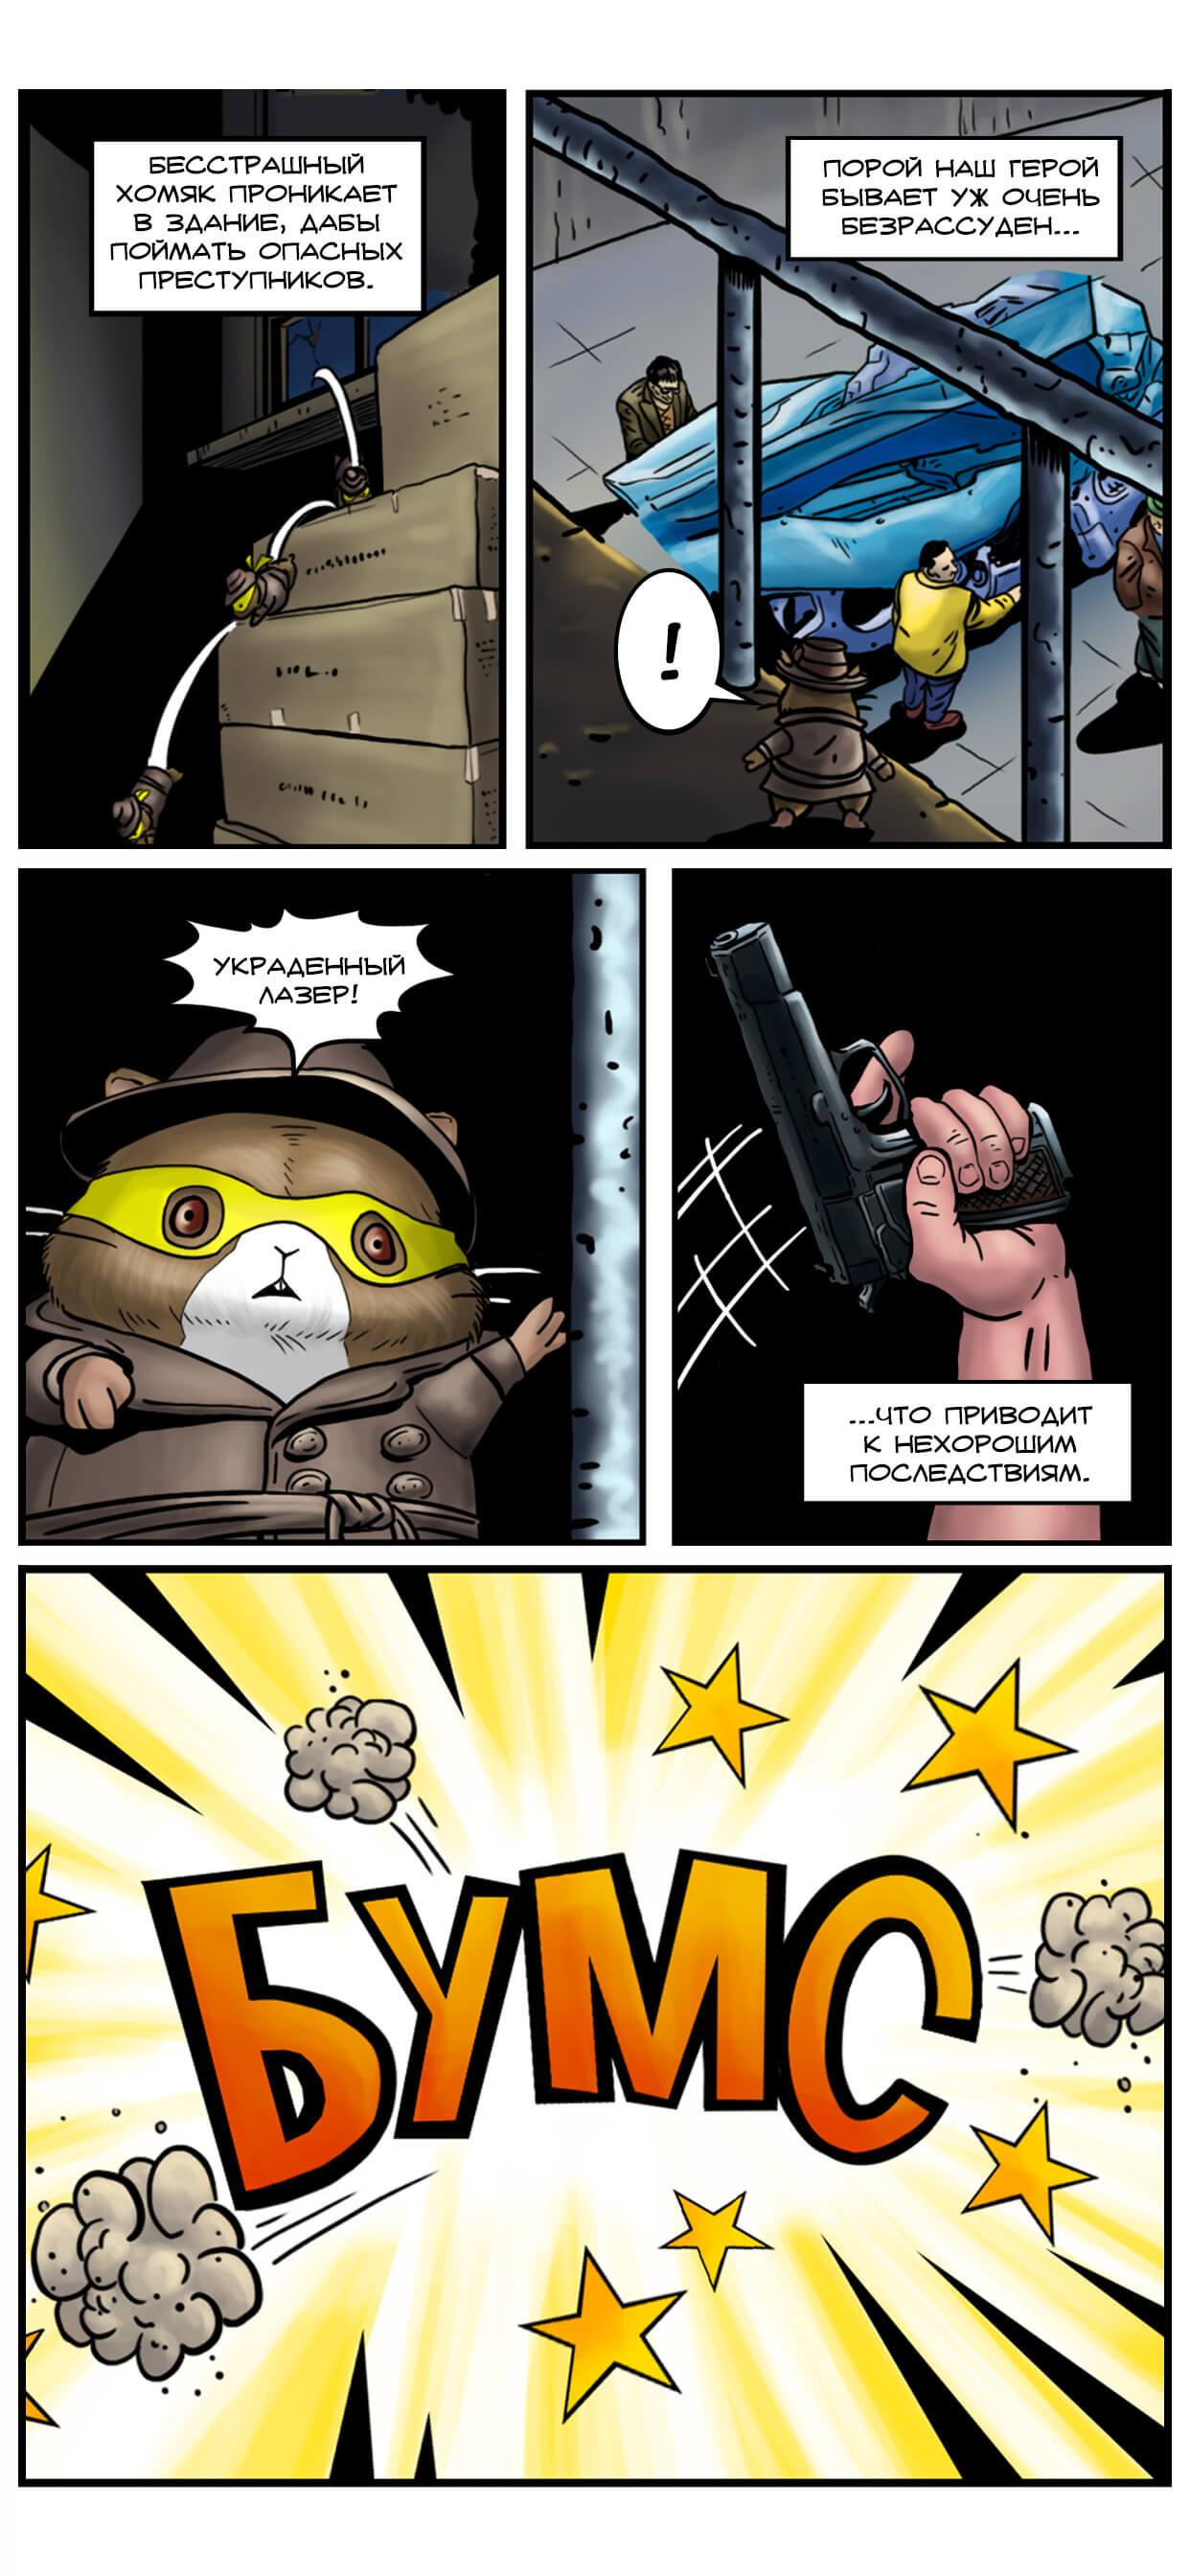 БЕССТРАШНЫЙ
ХОМЯК ПРОНИКАЕТ
В ЗДАНИЕ, ДАБЫ
ПОЙМАТЬ ОПАСНЫХ
ПРЕСТУПНИКОВ.
ПОРОЙ НАШ ГЕРОЙ
БЫВАЕТ УЖ ОЧЕНЬ
БЕЗРАССУДЕН...
!
УКРАДЕННЫЙ
ЛАЗЕР!
...ЧТО ПРИВОДИТ
К НЕХОРОШИМ
ПОСЛЕДСТВИЯМ.
БУМС